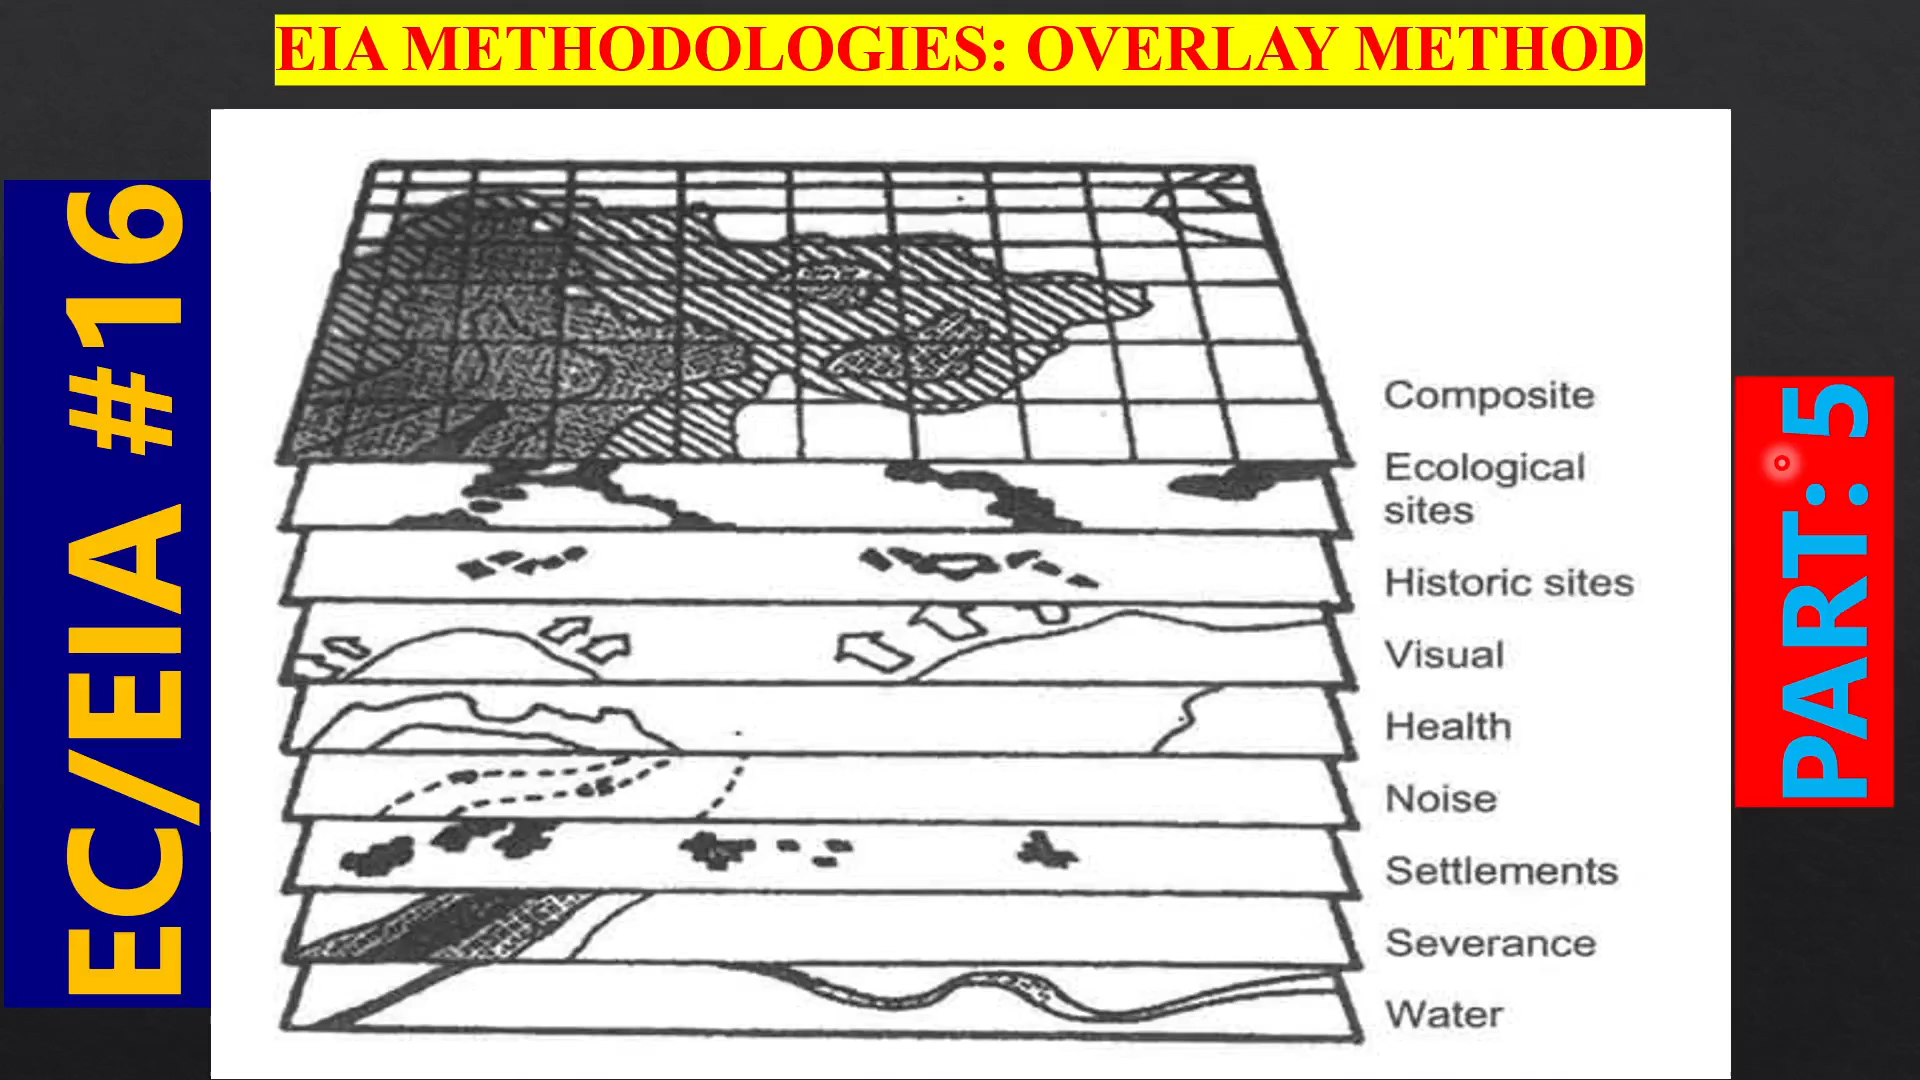 EIA METHODOLOGIES: OVERLAY METHOD
EC/EIA #16
Composite
Ecological
sites
Historic sites
Visual
Health
Noise
Settlements
Severance
Water
PART: 5